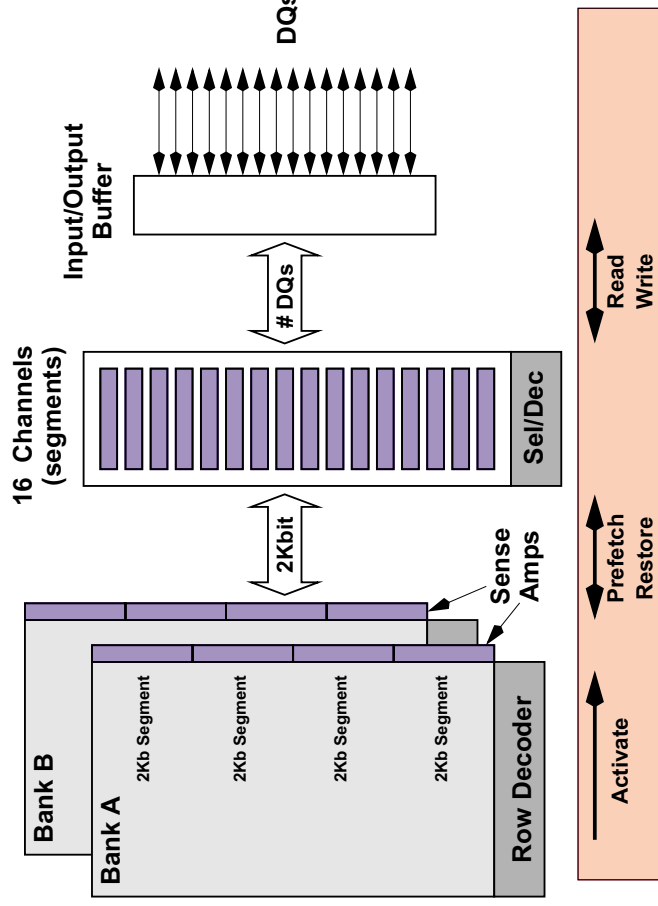 Bank B
Bank A
2Kb Segment
2Kb Segment
2Kb Segment
2Kb Segment
Row Decoder
Sense
Amps
2Kbit
16 Channels
(segments)
Sel/Dec
# DQs
Input/Output
Buffer
DQs
Activate
Prefetch
Restore
Read
Write